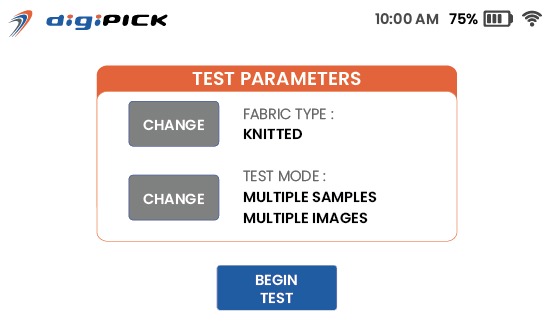 digiPICK
10:00 AM 75%
TEST PARAMETERS
CHANGE
FABRIC TYPE :
KNITTED
CHANGE
TEST MODE :
MULTIPLE SAMPLES
MULTIPLE IMAGES
BEGIN
TEST